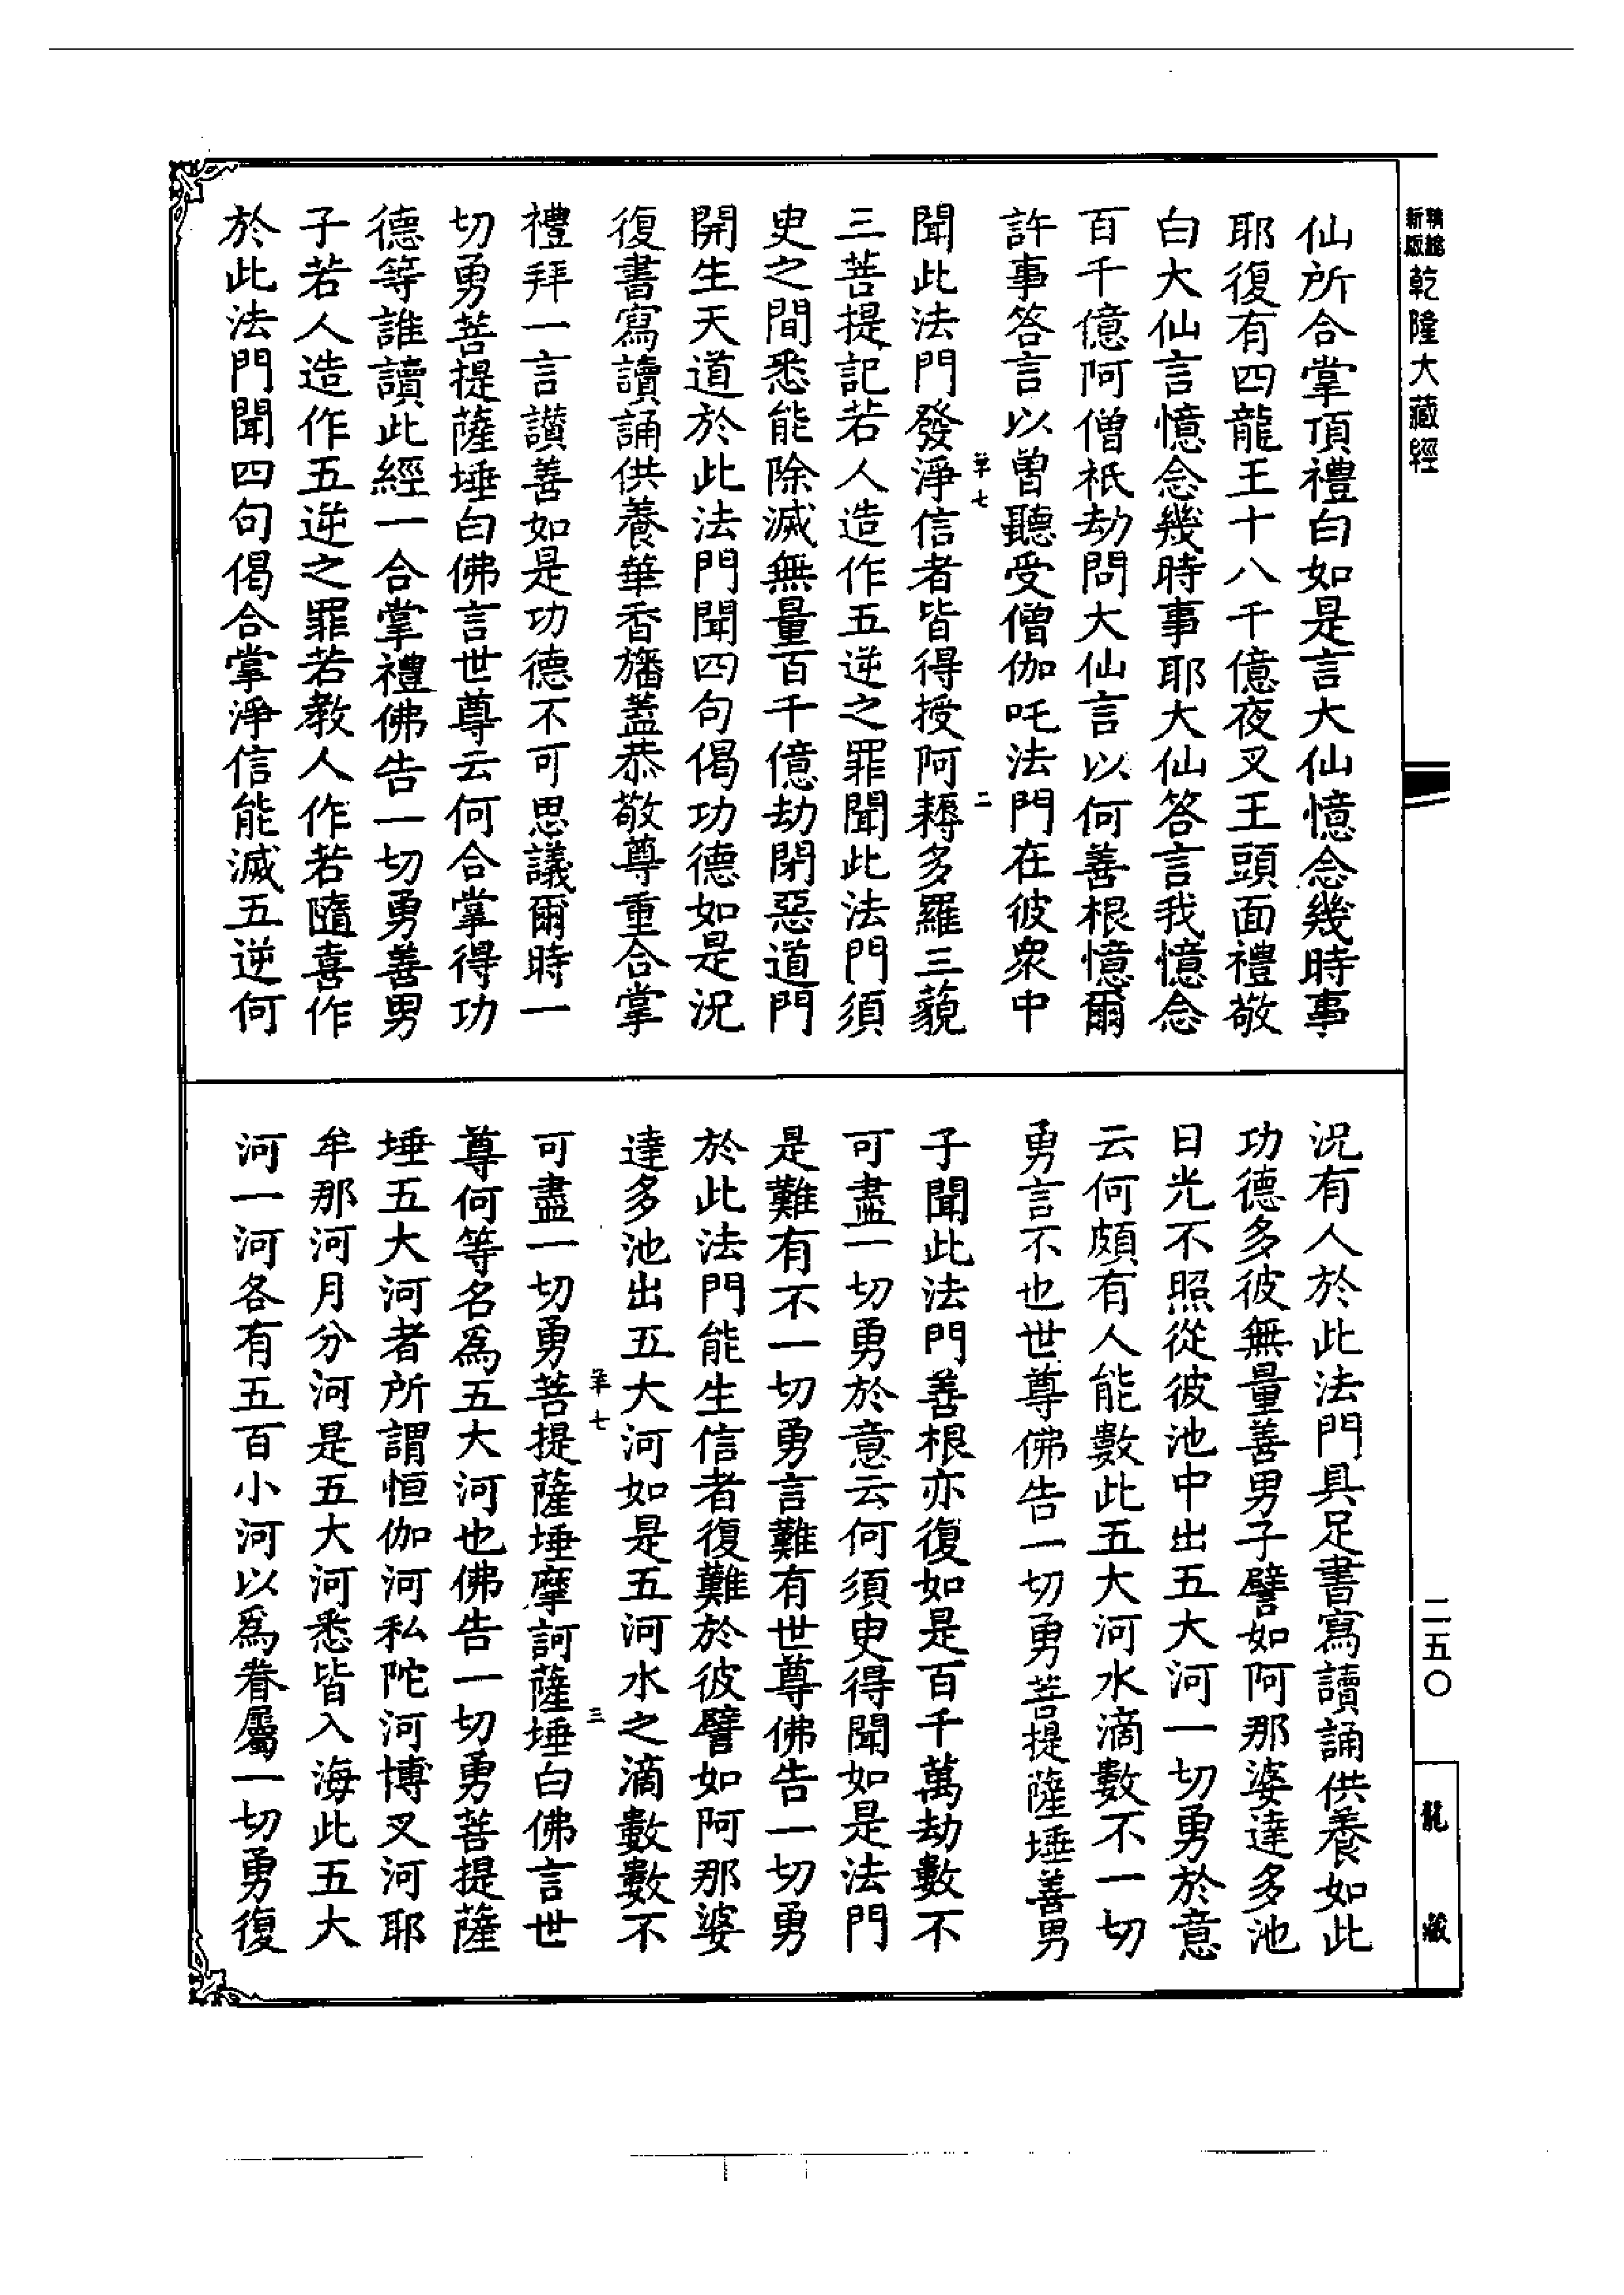 新版
乾隆大藏經
仙所合掌頂禮白如是言大仙憶念幾時事
耶復有四龍王十八千億夜叉王頭面禮敬
白大仙言憶念幾時事耶大仙答言我憶念
百千億阿僧祇劫問大仙言以何善根憶爾
許事答言以曾聽受僧伽吒法門在彼衆中
七
二
聞此法門發淨信者皆得授阿耨多羅三藐
三菩提記若人造作五逆之罪聞此法門須
臾之間悉能除滅無量百千億劫閉惡道門
開生天道於此法門聞四句偈功德如是況
復書寫讀誦供養華香旛蓋恭敬尊重合掌
禮拜一言讃善如是功德不可思議爾時一
切勇菩提薩埵白佛言世尊云何合掌得功
德等誰讀此經一合掌禮佛告一切勇善男
子若人造作五逆之罪若教人作若隨喜作
於此法門聞四句偈合掌淨信能滅五逆何
況有人於此法門具足書寫讀誦供養如此
功德多彼無量善男子譬如阿那婆達多池
日光不照從彼池中出五大河一切勇於意
云何頗有人能數此五大河水滴數不一切
勇言不也世尊佛告一切勇菩提薩埵善男
子聞此法門善根亦復如是百千萬劫數不
可盡一切勇於意云何須臾得聞如是法門
是難有不一切勇言難有世尊佛告一切勇
於此法門能生信者復難於彼譬如阿那婆
達多池出五大河如是五河水之滴數數不
七
三
可盡一切勇菩提薩埵摩訶薩埵白佛言世
尊何等名爲五大河也佛告一切勇菩提薩
埵五大河者所謂恒伽河私陀河博叉河耶
牟那河月分河是五大河悉皆入海此五大
河一河各有五百小河以爲眷屬一切勇復
二五〇
龍
藏